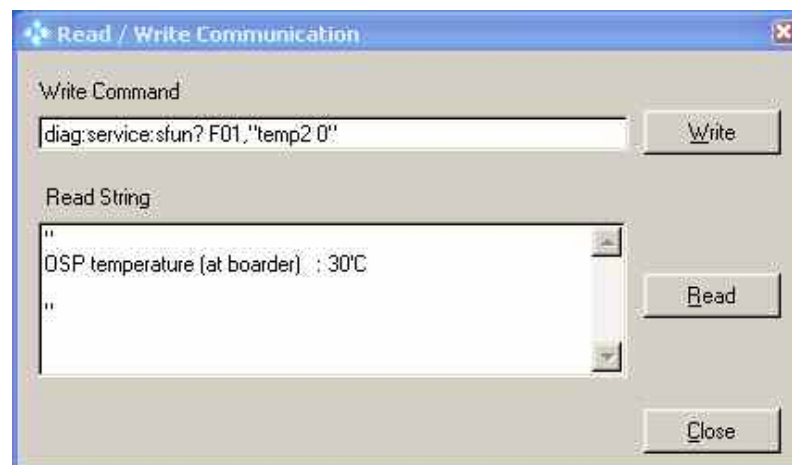 Read / Write Communication
Write Command
diag:service:sfun? F01,"temp2 0"
Write
Read String
"
OSP temperature (at boarder) : 30'C
"
Read
Close